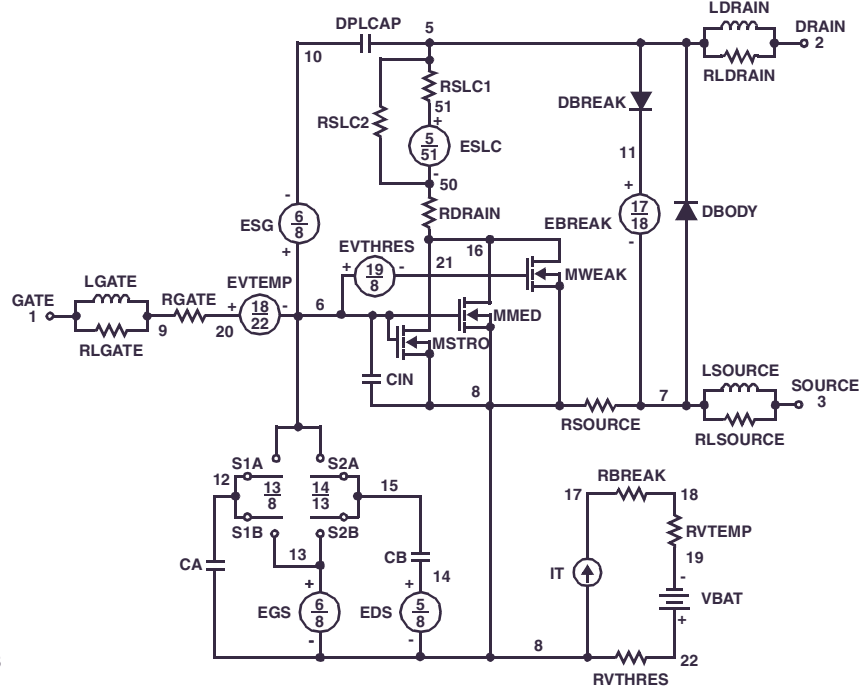 LDRAIN
DPLCAP 5 DRAIN
10 2
RLDRAIN
RSLC1
DBREAK
51
RSLC2
+
5
51
ESLC
11
-
50
-
+
RDRAIN
6
8
ESG
EBREAK
17
18
DBODY
+
EVTHRES
16
-
21
+
19
8
-
MWEAK
LGATE
EVTEMP
GATE
RGATE
+
18
22
-
6
MMED
1
9
20
MSTRO
RLGATE
LSOURCE
CIN
8
7
SOURCE
3
RSOURCE
RLSOURCE
S1A S2A
12
13
8
14
13
15
RBREAK
17 18
S1B S2B
13
RVTEMP
CB
CA
19
IT
14
-
+ +
VBAT
EGS
6
8
EDS
5
8
+
- -
8
22
RVTHRES